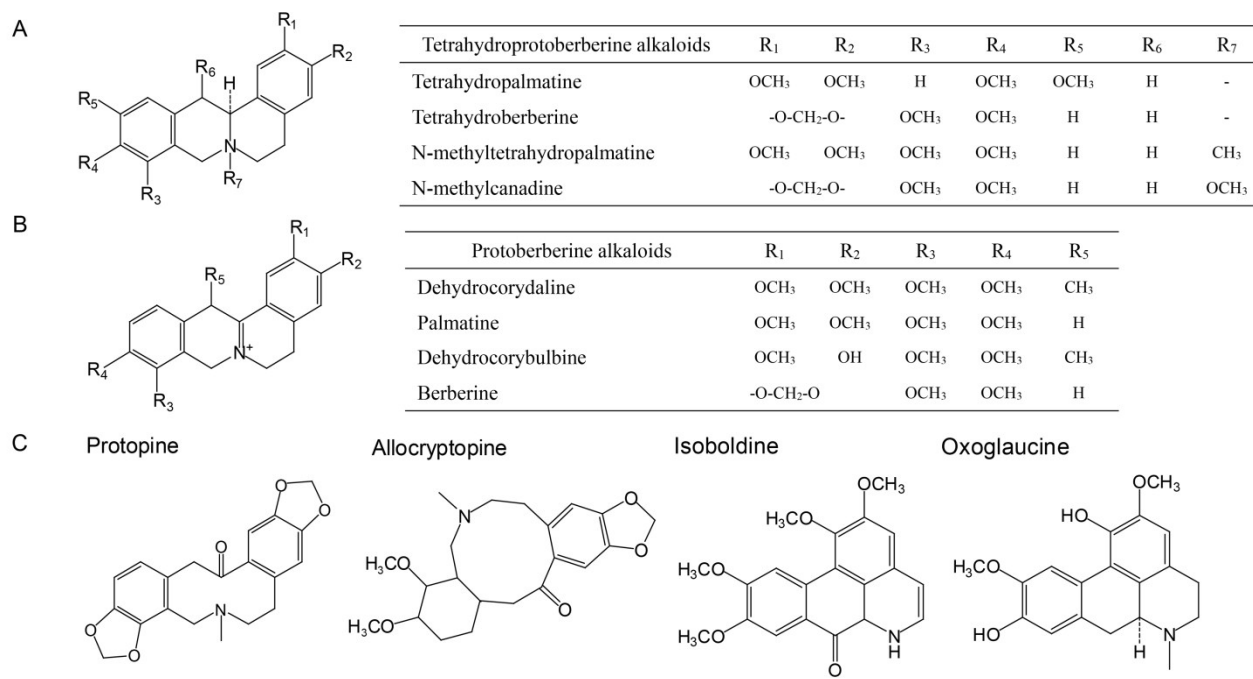 A
R₁
R₂
R₆
H
R₅
R₄
N
R₇
R₃
Tetrahydroprotoberberine alkaloids R₁ R₂ R₃ R₄ R₅ R₆ R₇
Tetrahydropalmatine OCH₃ OCH₃ H OCH₃ OCH₃ H -
Tetrahydroberberine -O-CH₂-O- OCH₃ OCH₃ H H -
N-methyltetrahydropalmatine OCH₃ OCH₃ OCH₃ OCH₃ H H CH₃
N-methylcanadine -O-CH₂-O- OCH₃ OCH₃ H H OCH₃
B
R₁
R₂
R₅
N⁺
R₄
R₃
Protoberberine alkaloids R₁ R₂ R₃ R₄ R₅
Dehydrocorydaline OCH₃ OCH₃ OCH₃ OCH₃ CH₃
Palmatine OCH₃ OCH₃ OCH₃ OCH₃ H
Dehydrocorybulbine OCH₃ OH OCH₃ OCH₃ CH₃
Berberine -O-CH₂-O OCH₃ OCH₃ H
C
Protopine
O
O
O
N
O
O
Allocryptopine
N
O
O
H₃CO
H₃CO
O
Isoboldine
OCH₃
H₃CO
H₃CO
OCH₃
O
N
H
Oxoglaucine
OCH₃
HO
H₃CO
HO
H
N